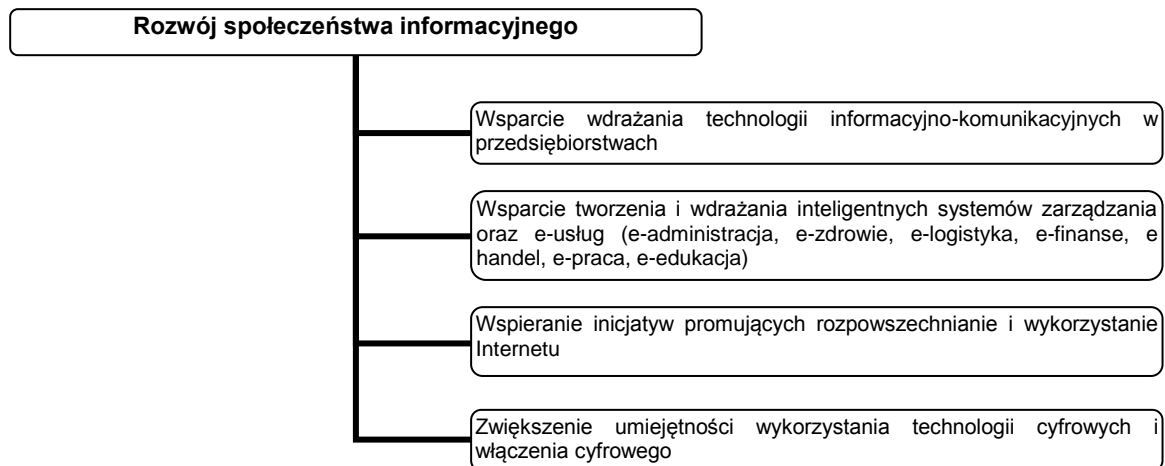 Rozwój społeczeństwa informacyjnego
Wsparcie wdrażania technologii informacyjno-komunikacyjnych w
przedsiębiorstwach
Wsparcie tworzenia i wdrażania inteligentnych systemów zarządzania
oraz e-usług (e-administracja, e-zdrowie, e-logistyka, e-finanse, e
handel, e-praca, e-edukacja)
Wspieranie inicjatyw promujących rozpowszechnianie i wykorzystanie
Internetu
Zwiększenie umiejętności wykorzystania technologii cyfrowych i
włączenia cyfrowego